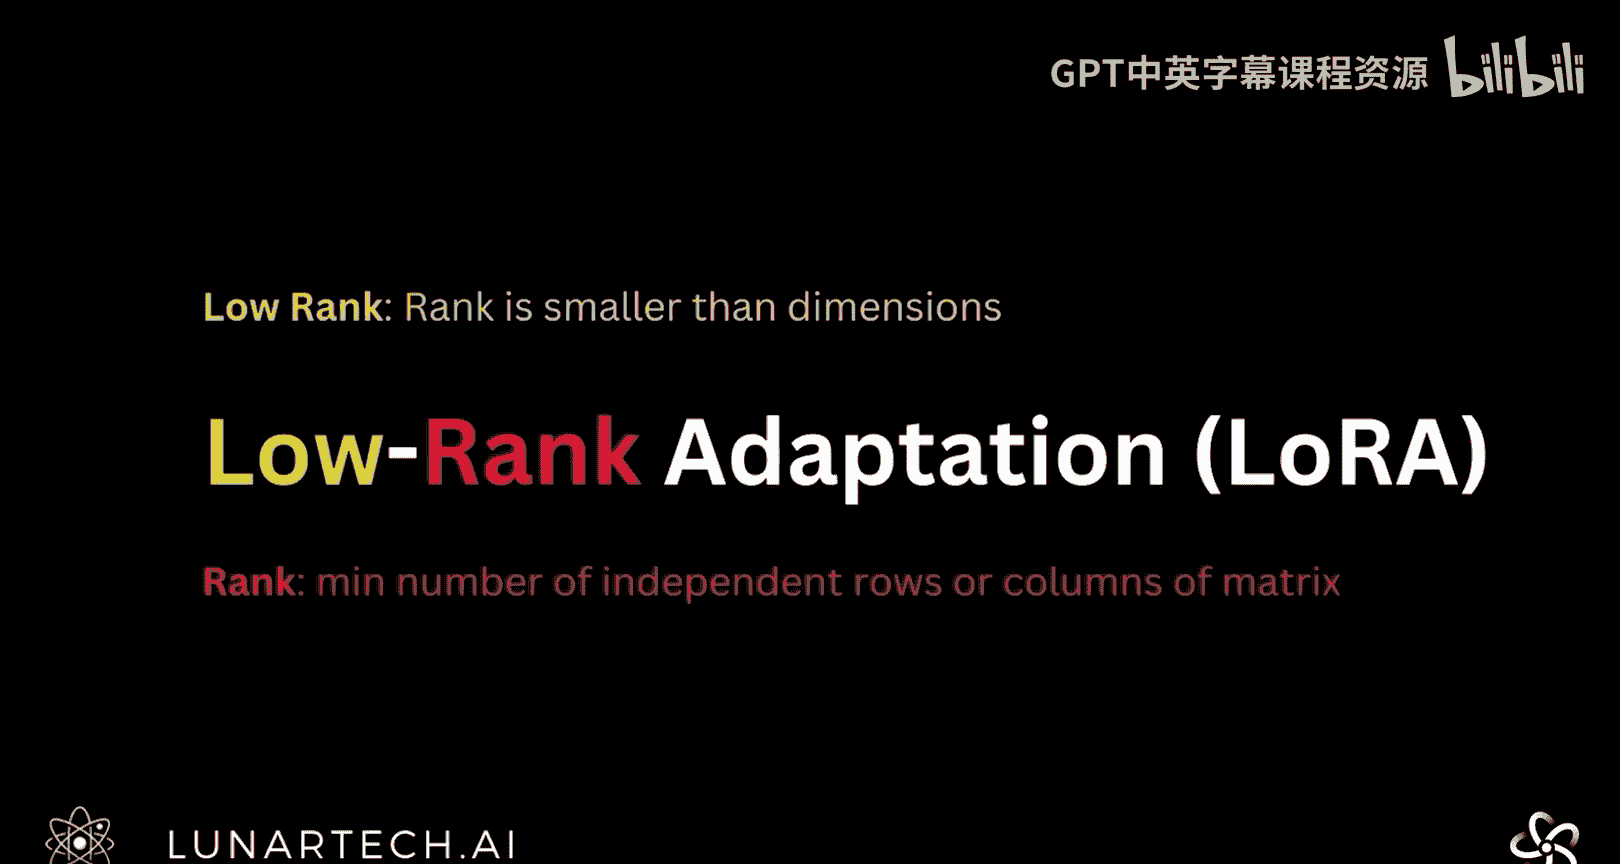 GPT中英字幕课程资源 bilibili
Low Rank: Rank is smaller than dimensions
Low-Rank Adaptation (LoRA)
Rank: min number of independent rows or columns of matrix
LUNARTECH.AI